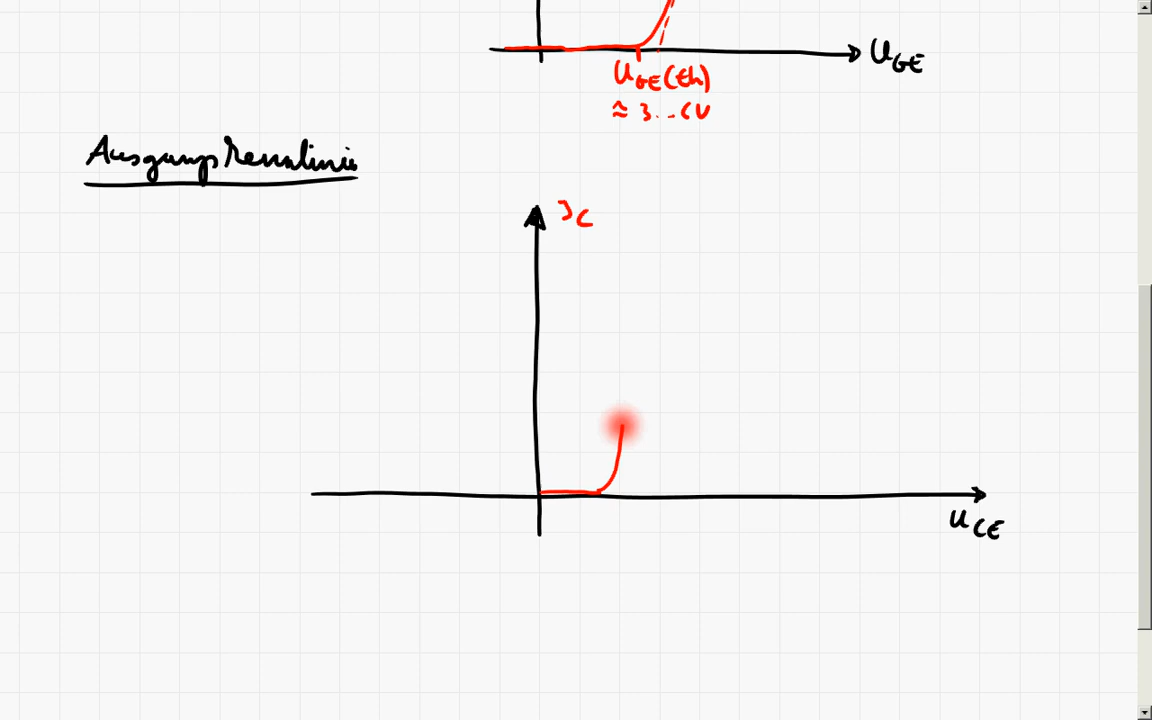 U_GE
U_GE(th)
≈ 3...6V
Ausgangskennlinie
I_C
U_CE